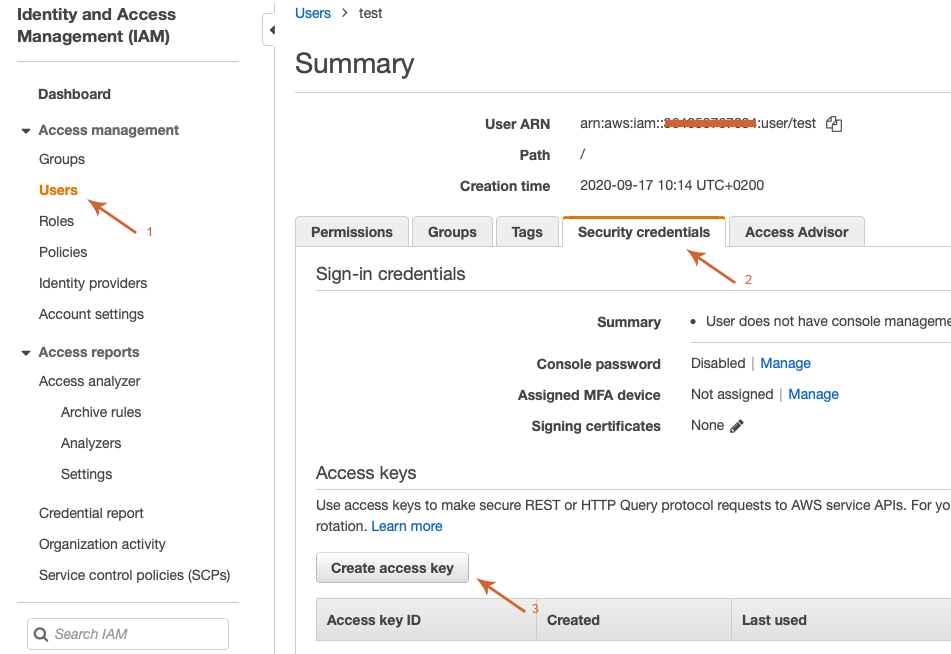 Identity and Access
Management (IAM)
Dashboard
Access management
Groups
Users
1
Roles
Policies
Identity providers
Account settings
Access reports
Access analyzer
Archive rules
Analyzers
Settings
Credential report
Organization activity
Service control policies (SCPs)
Search IAM
Users > test
Summary
User ARN arn:aws:iam:: :user/test
Path /
Creation time 2020-09-17 10:14 UTC+0200
Permissions Groups Tags Security credentials Access Advisor
2
Sign-in credentials
Summary • User does not have console manageme
Console password Disabled | Manage
Assigned MFA device Not assigned | Manage
Signing certificates None
Access keys
Use access keys to make secure REST or HTTP Query protocol requests to AWS service APIs. For yo
rotation. Learn more
Create access key
3
Access key ID Created Last used